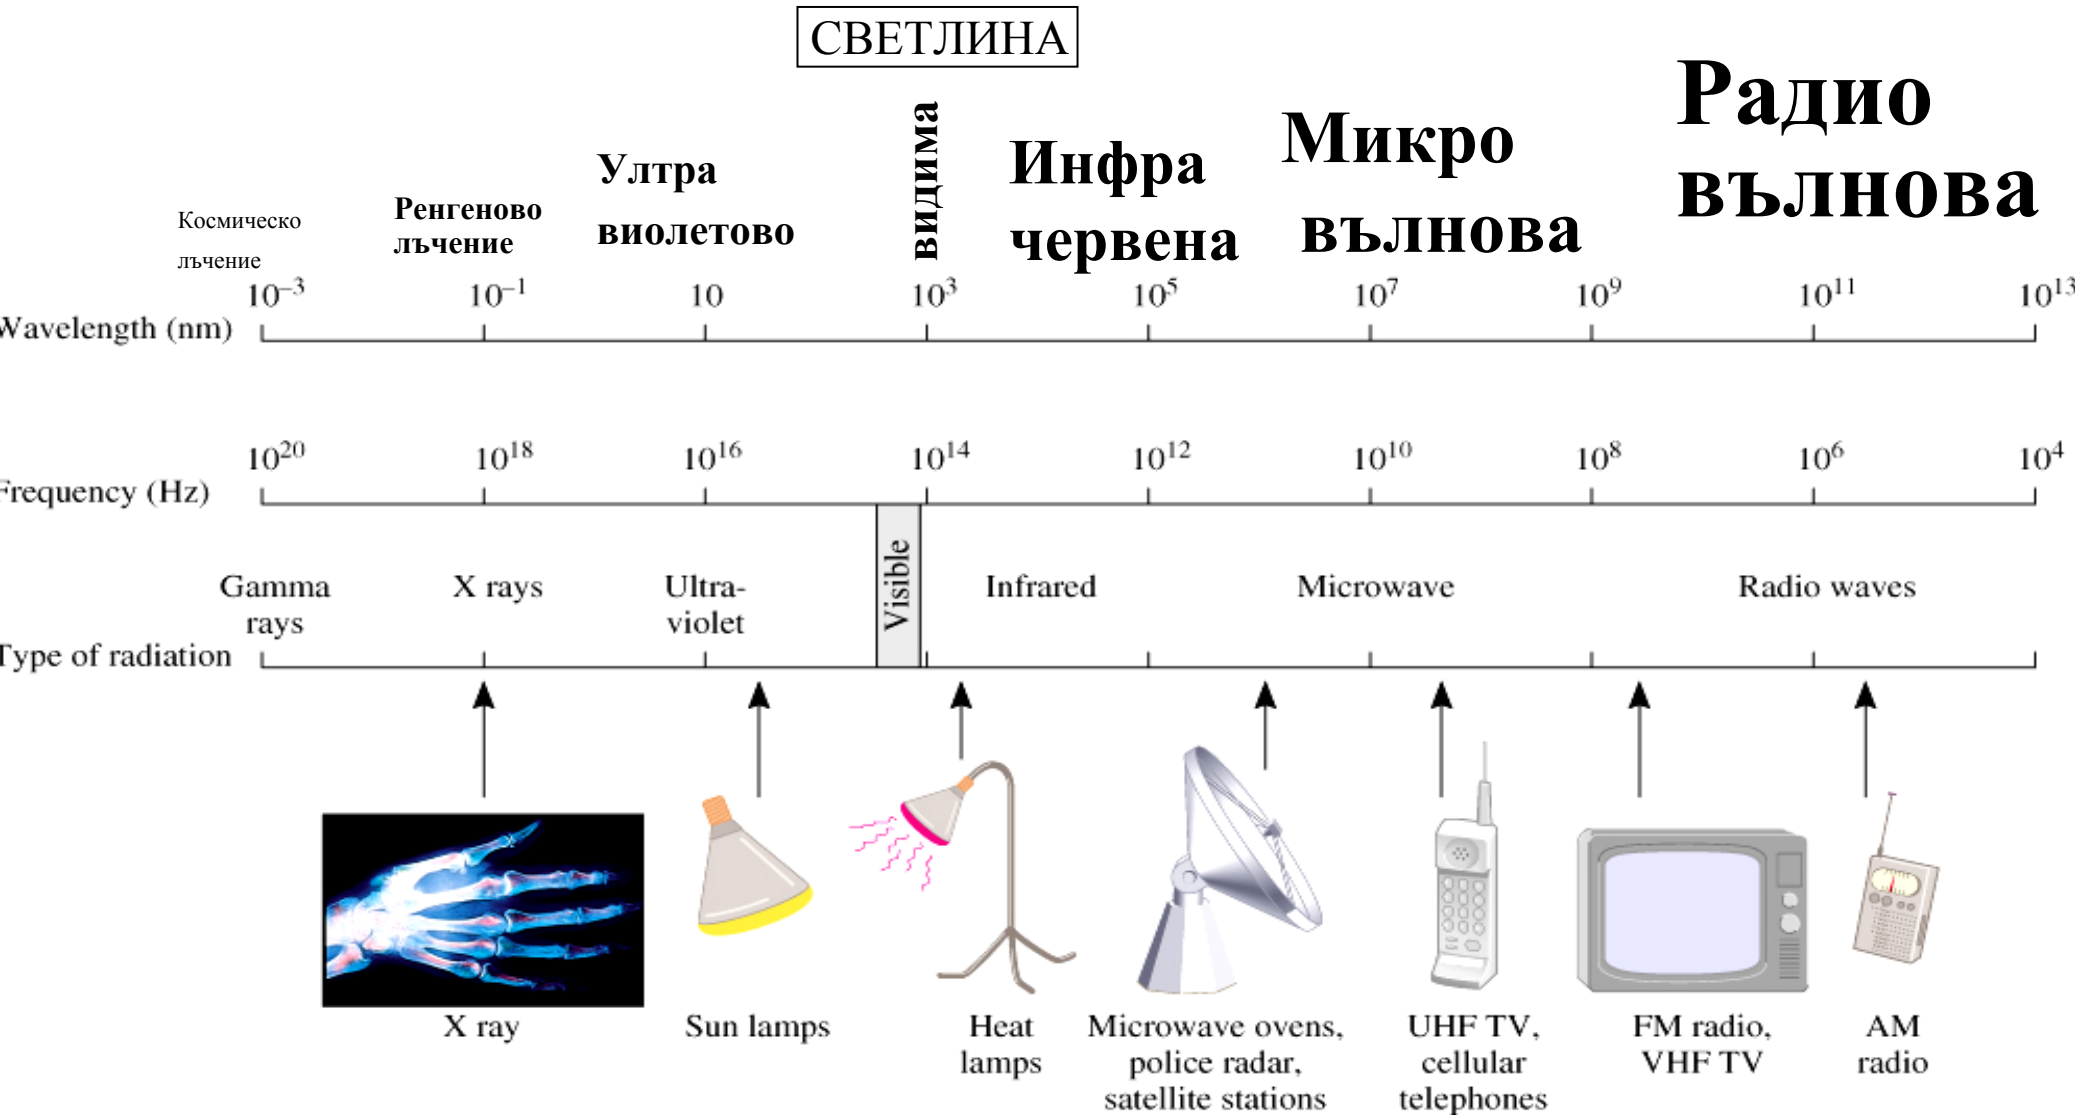 СВЕТЛИНА
Космическо
лъчение
Ренгеново
лъчение
Ултра
виолетово
видима
Инфра
червена
Микро
вълнова
Радио
вълнова
10⁻³ 10⁻¹ 10 10³ 10⁵ 10⁷ 10⁹ 10¹¹ 10¹³
Wavelength (nm)
10²⁰ 10¹⁸ 10¹⁶ 10¹⁴ 10¹² 10¹⁰ 10⁸ 10⁶ 10⁴
Frequency (Hz)
Gamma
rays
X rays
Ultra-
violet
Visible
Infrared
Microwave
Radio waves
Type of radiation
X ray
Sun lamps
Heat
lamps
Microwave ovens,
police radar,
satellite stations
UHF TV,
cellular
telephones
FM radio,
VHF TV
AM
radio